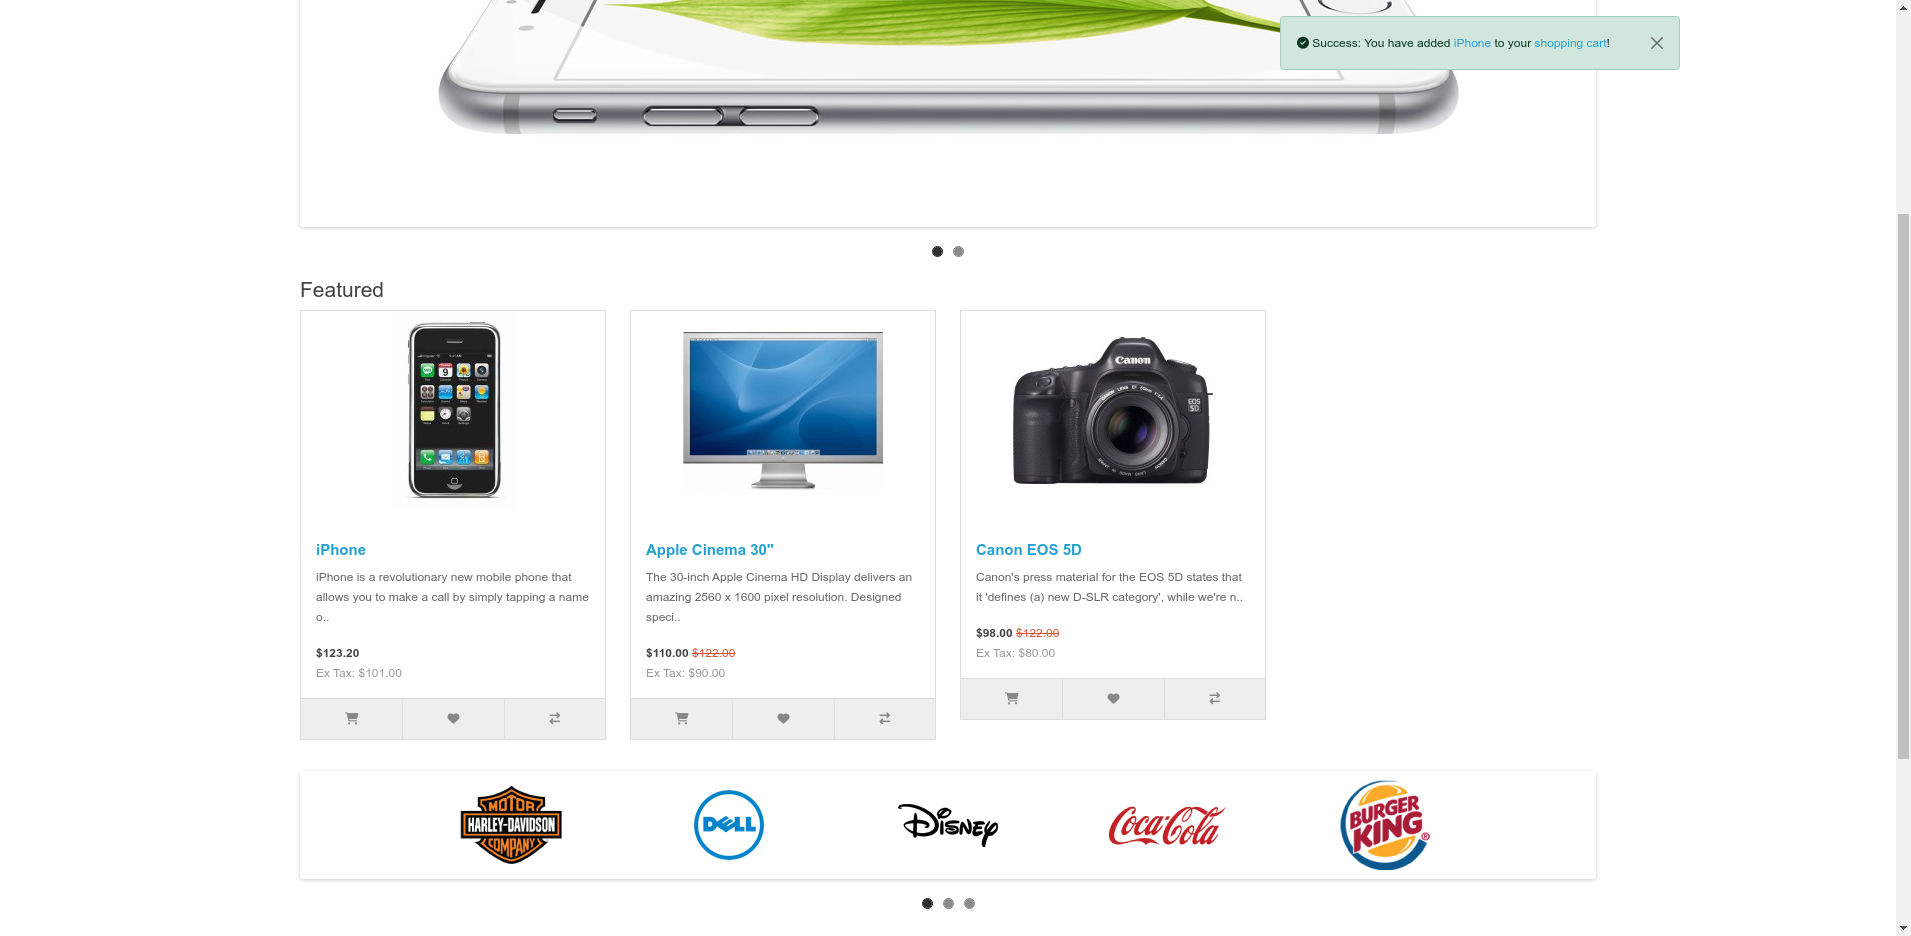 Success: You have added iPhone to your shopping cart!
Featured
Canon
EOS
5D
iPhone
Apple Cinema 30"
Canon EOS 5D
iPhone is a revolutionary new mobile phone that
allows you to make a call by simply tapping a name
o..
The 30-inch Apple Cinema HD Display delivers an
amazing 2560 x 1600 pixel resolution. Designed
speci..
Canon's press material for the EOS 5D states that
it 'defines (a) new D-SLR category', while we're n..
$123.20
Ex Tax: $101.00
$110.00 $122.00
Ex Tax: $90.00
$98.00 $122.00
Ex Tax: $80.00
MOTOR
HARLEY-DAVIDSON
COMPANY
DELL
Disney
Coca-Cola
BURGER
KING
®